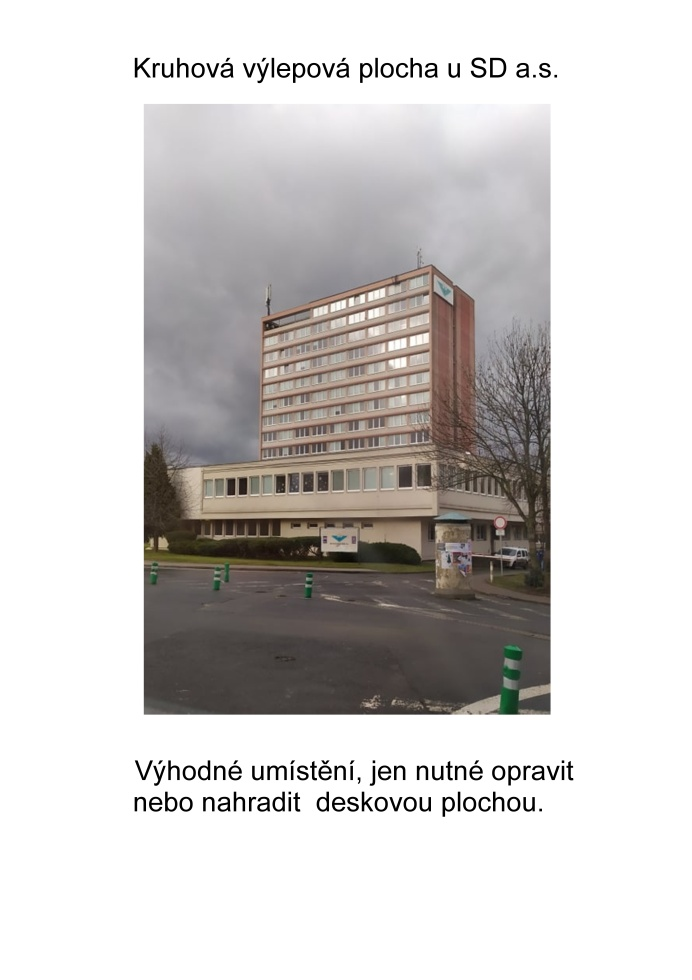 Kruhová výlepová plocha u SD a.s.
Výhodné umístění, jen nutné opravit
nebo nahradit  deskovou plochou.